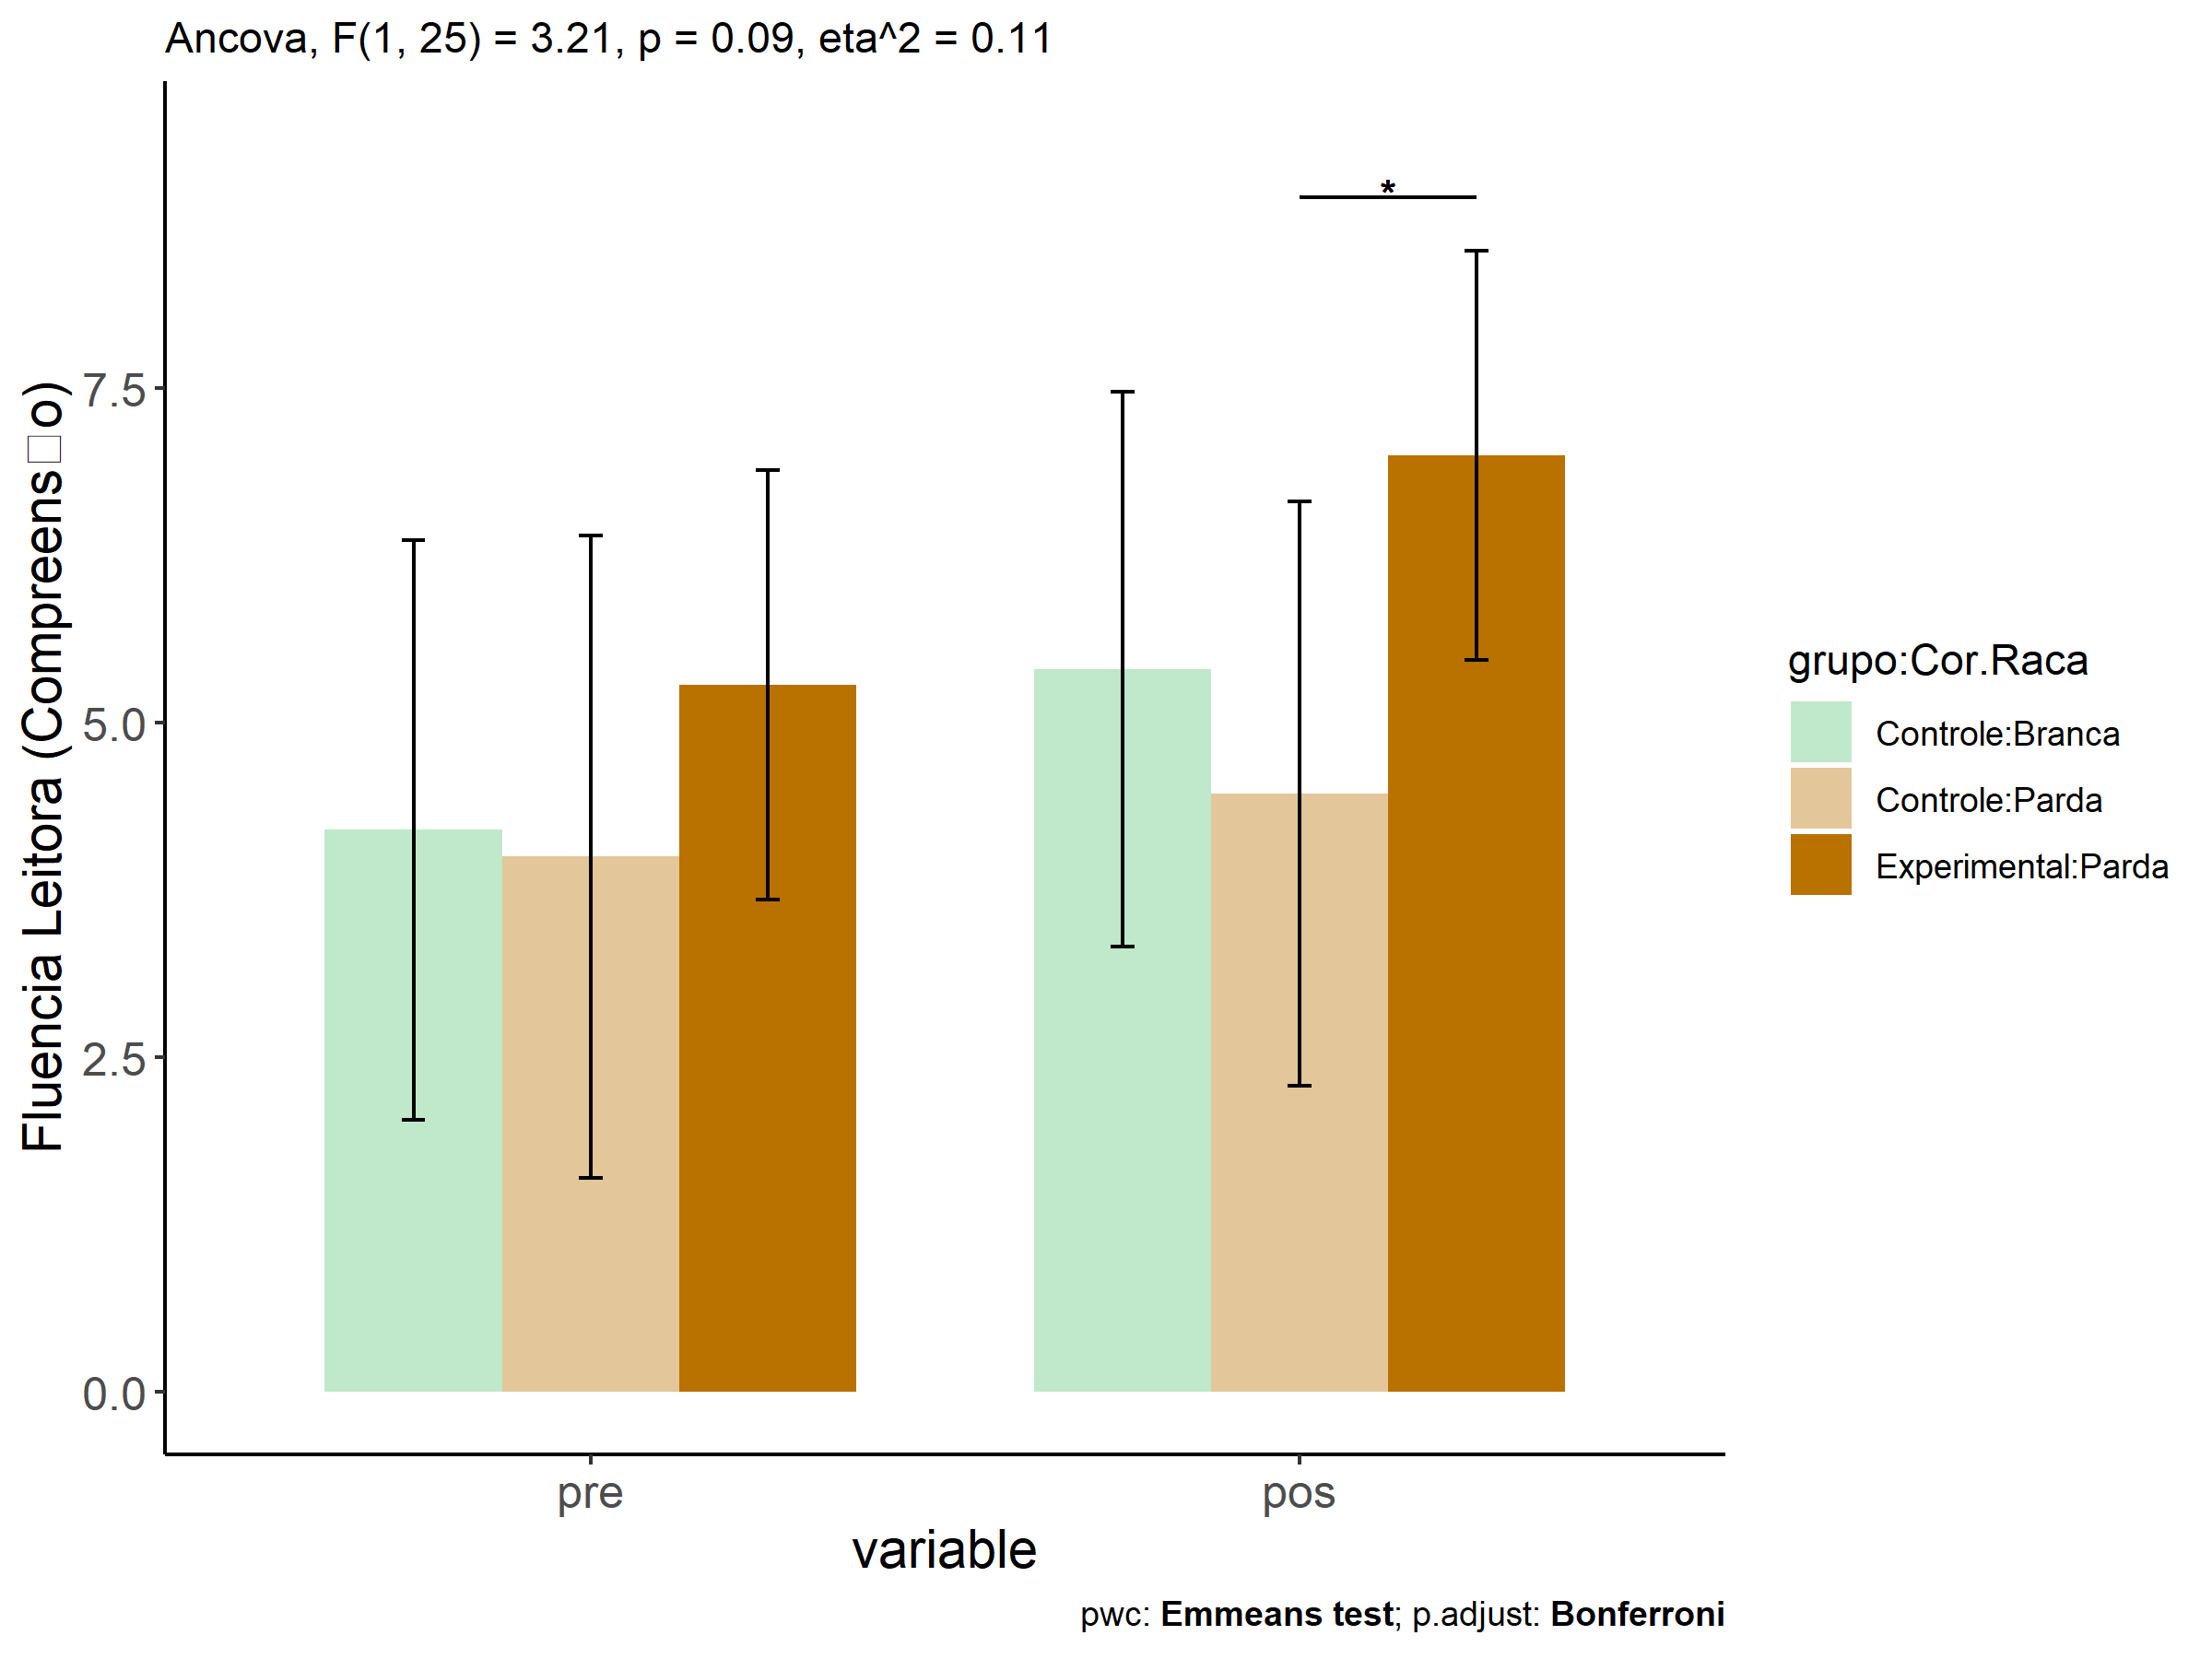 Ancova, F(1, 25) = 3.21, p = 0.09, eta^2 = 0.11
*
Fluencia Leitora (Compreens□o)
7.5
5.0
2.5
0.0
pre
pos
variable
grupo:Cor.Raca
Controle:Branca
Controle:Parda
Experimental:Parda
pwc: Emmeans test; p.adjust: Bonferroni